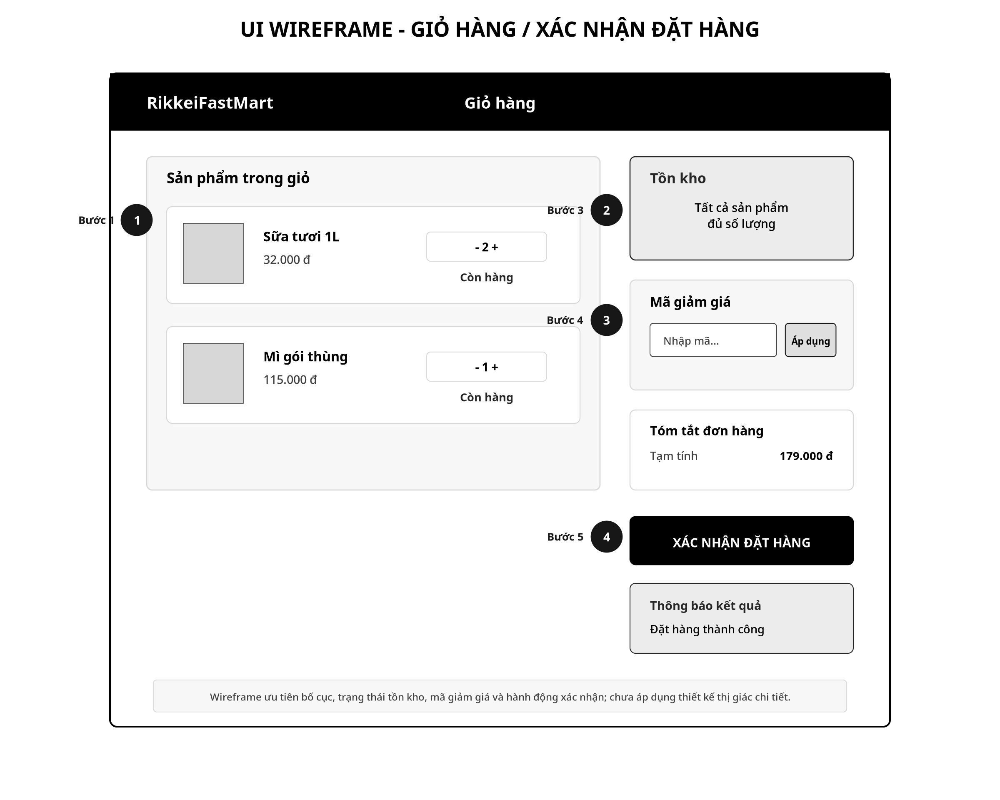 UI WIREFRAME - GIỎ HÀNG / XÁC NHẬN ĐẶT HÀNG
RikkeiFastMart
Giỏ hàng
Sản phẩm trong giỏ
Bước 1
1
Sữa tươi 1L
32.000 đ
- 2 +
Còn hàng
Mì gói thùng
115.000 đ
- 1 +
Còn hàng
Bước 3
2
Tồn kho
Tất cả sản phẩm
đủ số lượng
Bước 4
3
Mã giảm giá
Nhập mã...
Áp dụng
Tóm tắt đơn hàng
Tạm tính
179.000 đ
Bước 5
4
XÁC NHẬN ĐẶT HÀNG
Thông báo kết quả
Đặt hàng thành công
Wireframe ưu tiên bố cục, trạng thái tồn kho, mã giảm giá và hành động xác nhận; chưa áp dụng thiết kế thị giác chi tiết.